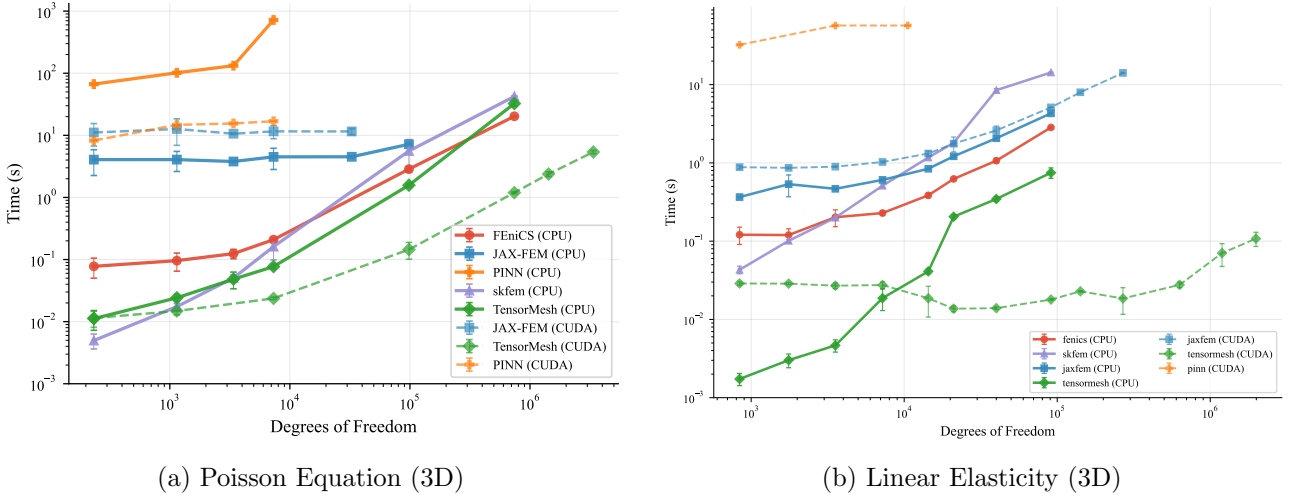 10³
10²
10¹
10⁰
10⁻¹
10⁻²
10⁻³
Time (s)
10³
10⁴
10⁵
10⁶
Degrees of Freedom
FEniCS (CPU)
JAX-FEM (CPU)
PINN (CPU)
skfem (CPU)
TensorMesh (CPU)
JAX-FEM (CUDA)
TensorMesh (CUDA)
PINN (CUDA)
(a) Poisson Equation (3D)
10¹
10⁰
10⁻¹
10⁻²
10⁻³
Time (s)
10³
10⁴
10⁵
10⁶
Degrees of Freedom
fenics (CPU)
skfem (CPU)
jaxfem (CPU)
tensormesh (CPU)
jaxfem (CUDA)
tensormesh (CUDA)
pinn (CUDA)
(b) Linear Elasticity (3D)